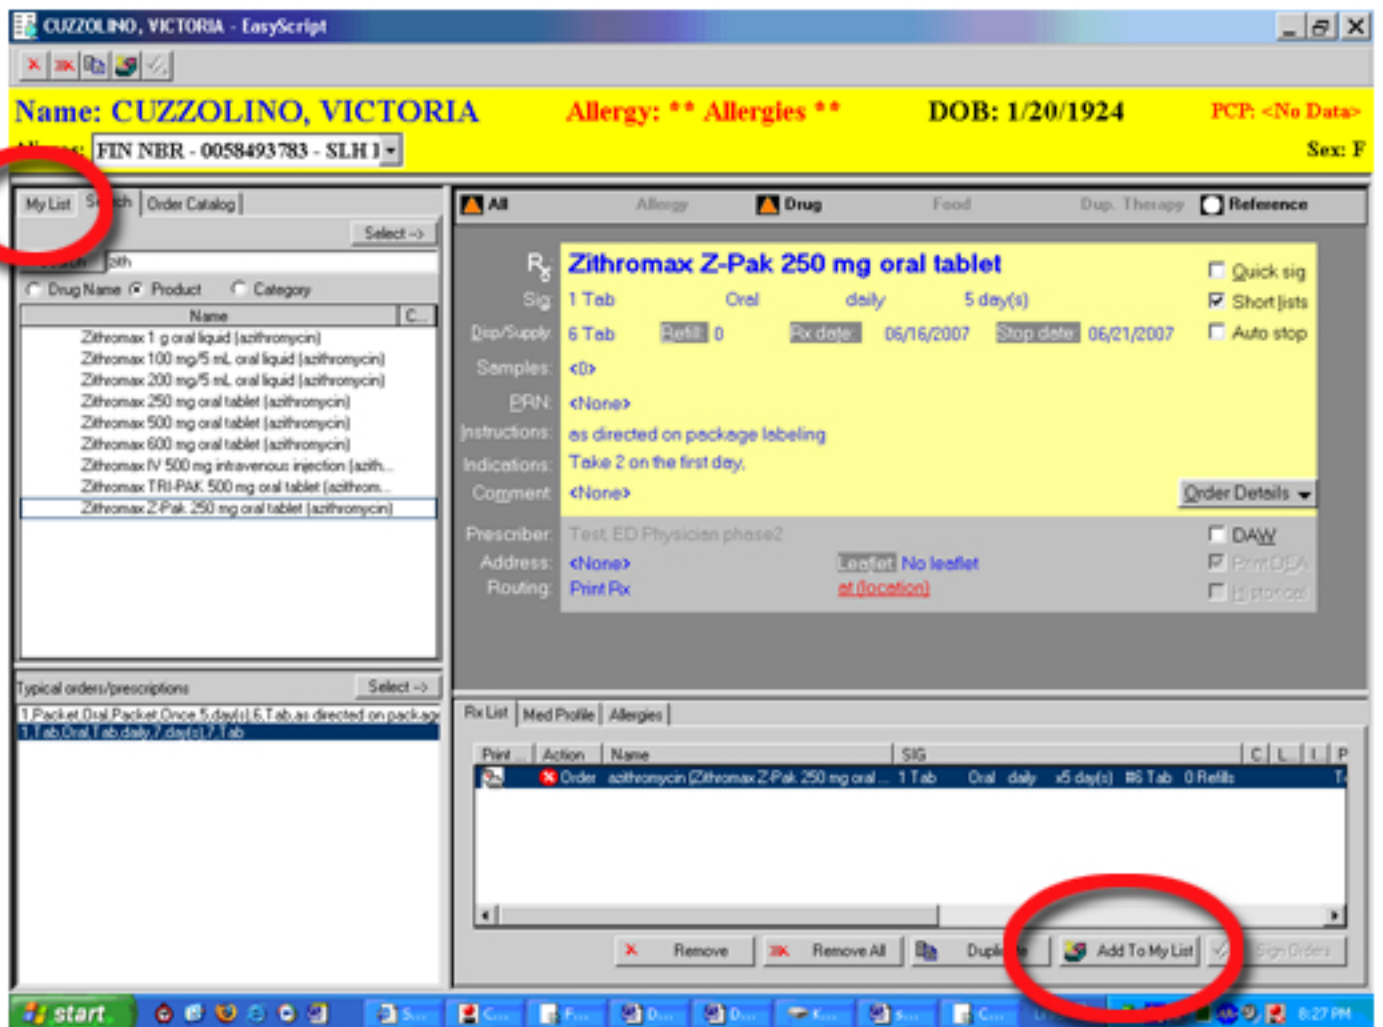 CUZZOLINO, VICTORIA - EasyScript
Name: CUZZOLINO, VICTORIA Allergy: ** Allergies ** DOB: 1/20/1924 PCP: <No Data>
FIN NBR - 0058493783 - SLH Sex: F
My List Search Order Catalog
Select -->
zith
Drug Name Product Category
Name C...
Zithromax 1 g oral liquid (azithromycin)
Zithromax 100 mg/5 mL oral liquid (azithromycin)
Zithromax 200 mg/5 mL oral liquid (azithromycin)
Zithromax 250 mg oral tablet (azithromycin)
Zithromax 500 mg oral tablet (azithromycin)
Zithromax 600 mg oral tablet (azithromycin)
Zithromax IV 500 mg intravenous injection (azith...
Zithromax TRI-PAK 500 mg oral tablet (azithrom...
Zithromax Z-Pak 250 mg oral tablet (azithromycin)
Typical orders/prescriptions Select -->
1,Packet,Oral,Packet,Once,5,day(s),6,Tab,as directed on package
1,Tab,Oral,Tab,daily,7,day(s),7,Tab
All Allergy Drug Food Dup. Therapy Reference
Rx Zithromax Z-Pak 250 mg oral tablet Quick sig
Sig: 1 Tab Oral daily 5 day(s) Short lists
Disp/Supply: 6 Tab Refill: 0 Rx date: 06/16/2007 Stop date: 06/21/2007 Auto stop
Samples: <0>
PRN: <None>
Instructions: as directed on package labeling
Indications: Take 2 on the first day,
Comment: <None> Order Details
Prescriber: Test, ED Physician phase2 DAW
Address: <None> Leaflet: No leaflet Print DEA
Routing: Print Rx at (location) Historical
Rx List Med Profile Allergies
Print ... Action Name SIG C. L... I.. P
Order azithromycin (Zithromax Z-Pak 250 mg oral ... 1 Tab Oral daily x5 day(s) #6 Tab 0 Refills
Remove Remove All Duplicate Add To My List Sign Orders
start S... C... F... D... D... K... s... C... 8:27 PM